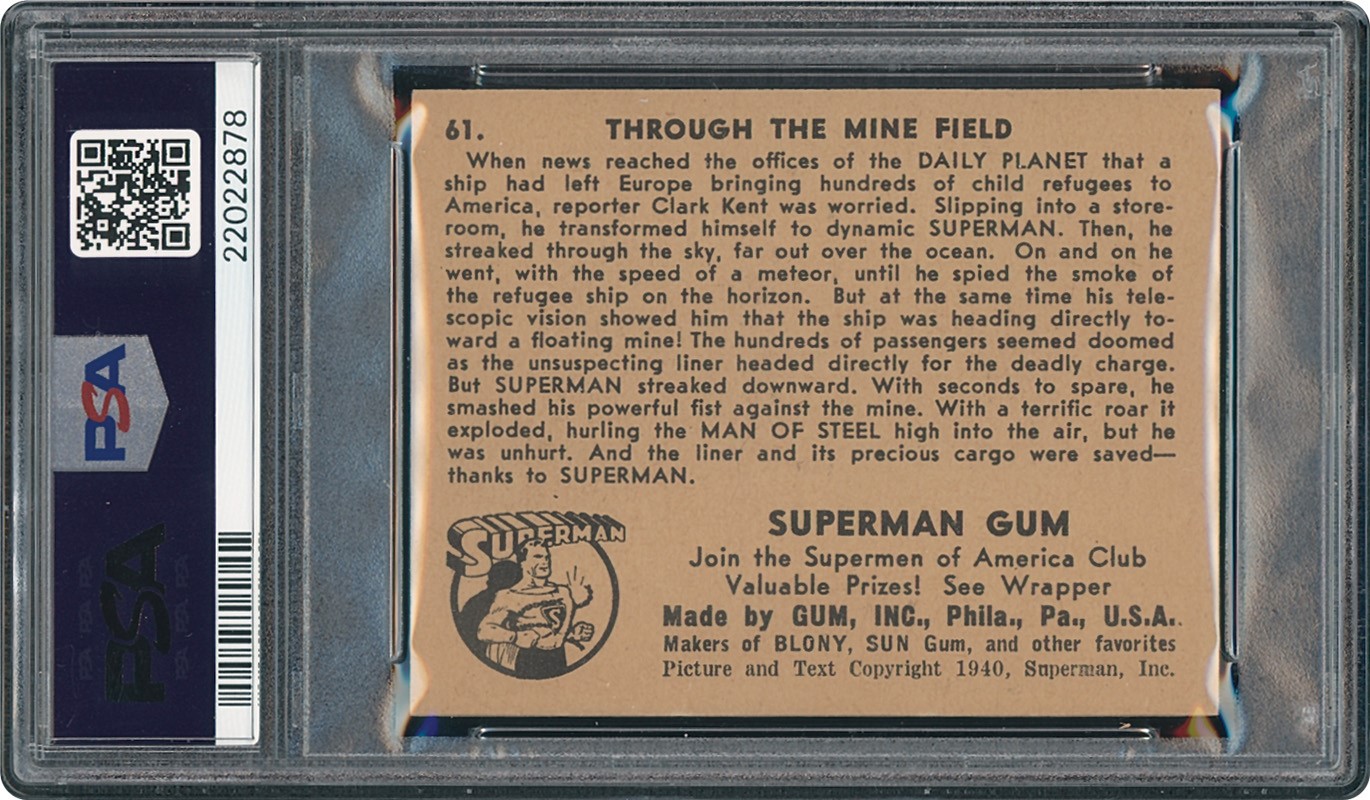 22022878
PSA
PSA
61. THROUGH THE MINE FIELD
When news reached the offices of the DAILY PLANET that a
ship had left Europe bringing hundreds of child refugees to
America, reporter Clark Kent was worried. Slipping into a store-
room, he transformed himself to dynamic SUPERMAN. Then, he
streaked through the sky, far out over the ocean. On and on he
went, with the speed of a meteor, until he spied the smoke of
the refugee ship on the horizon. But at the same time his tele-
scopic vision showed him that the ship was heading directly to-
ward a floating mine! The hundreds of passengers seemed doomed
as the unsuspecting liner headed directly for the deadly charge.
But SUPERMAN streaked downward. With seconds to spare, he
smashed his powerful fist against the mine. With a terrific roar it
exploded, hurling the MAN OF STEEL high into the air, but he
was unhurt. And the liner and its precious cargo were saved—
thanks to SUPERMAN.
SUPERMAN
S
SUPERMAN GUM
Join the Supermen of America Club
Valuable Prizes! See Wrapper
Made by GUM, INC., Phila., Pa., U.S.A.
Makers of BLONY, SUN Gum, and other favorites
Picture and Text Copyright 1940, Superman, Inc.